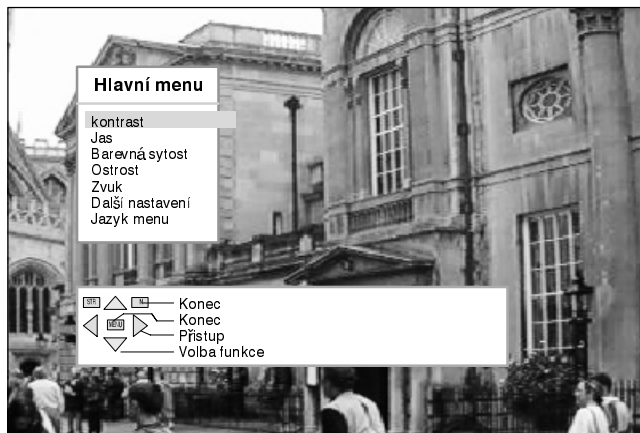 Hlavní menu
kontrast
Jas
Barevná sytost
Ostrost
Zvuk
Další nastavení
Jazyk menu
STR N Konec
MENU Konec
Přístup
Volba funkce